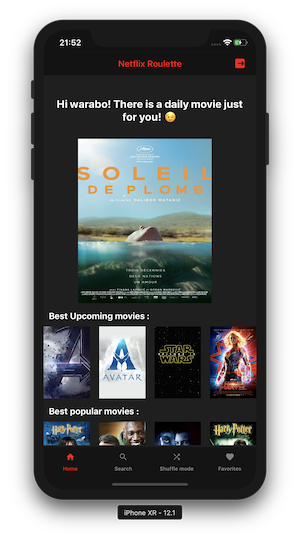 21:52
Netflix Roulette
Hi warabo! There is a daily movie just
for you! 😉
SOLEIL
DE PLOMB
UN FILM DE DALIBOR MATANIĆ
TROIS DÉCENNIES
DEUX NATIONS
UN AMOUR
Best Upcoming movies :
AVATAR
STAR
WARS
Best popular movies :
Harry Potter
Harry Potter
Home
Search
Shuffle mode
Favorites
iPhone XR - 12.1